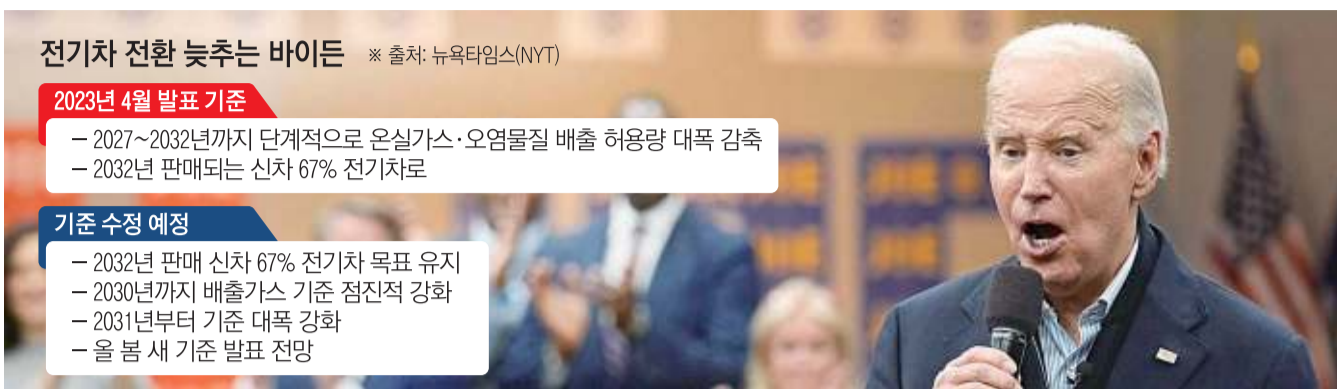 전기차 전환 늦추는 바이든 ※ 출처: 뉴욕타임스(NYT)
2023년 4월 발표 기준
– 2027~2032년까지 단계적으로 온실가스·오염물질 배출 허용량 대폭 감축
– 2032년 판매되는 신차 67% 전기차로
기준 수정 예정
– 2032년 판매 신차 67% 전기차 목표 유지
– 2030년까지 배출가스 기준 점진적 강화
– 2031년부터 기준 대폭 강화
– 올 봄 새 기준 발표 전망